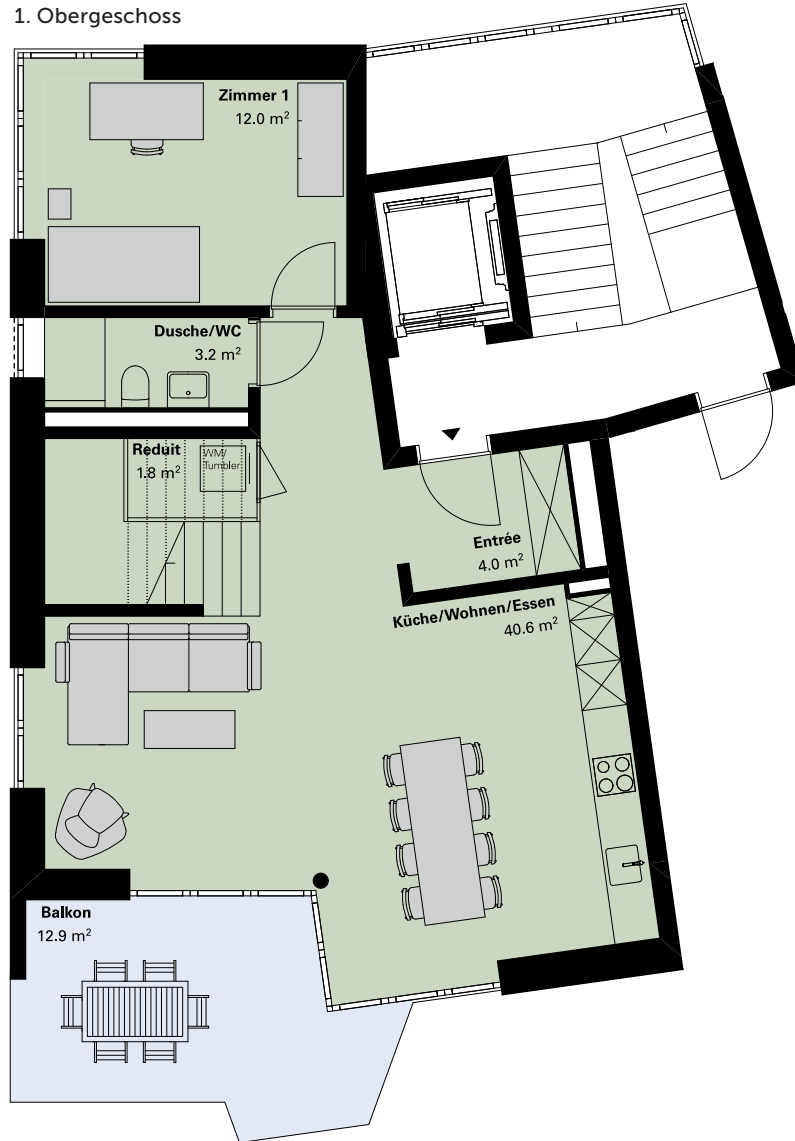 1. Obergeschoss
Zimmer 1
12.0 m²
Dusche/WC
3.2 m²
Reduit
1.8 m²
WM/
Tumbler
Entrée
4.0 m²
Küche/Wohnen/Essen
40.6 m²
Balkon
12.9 m²